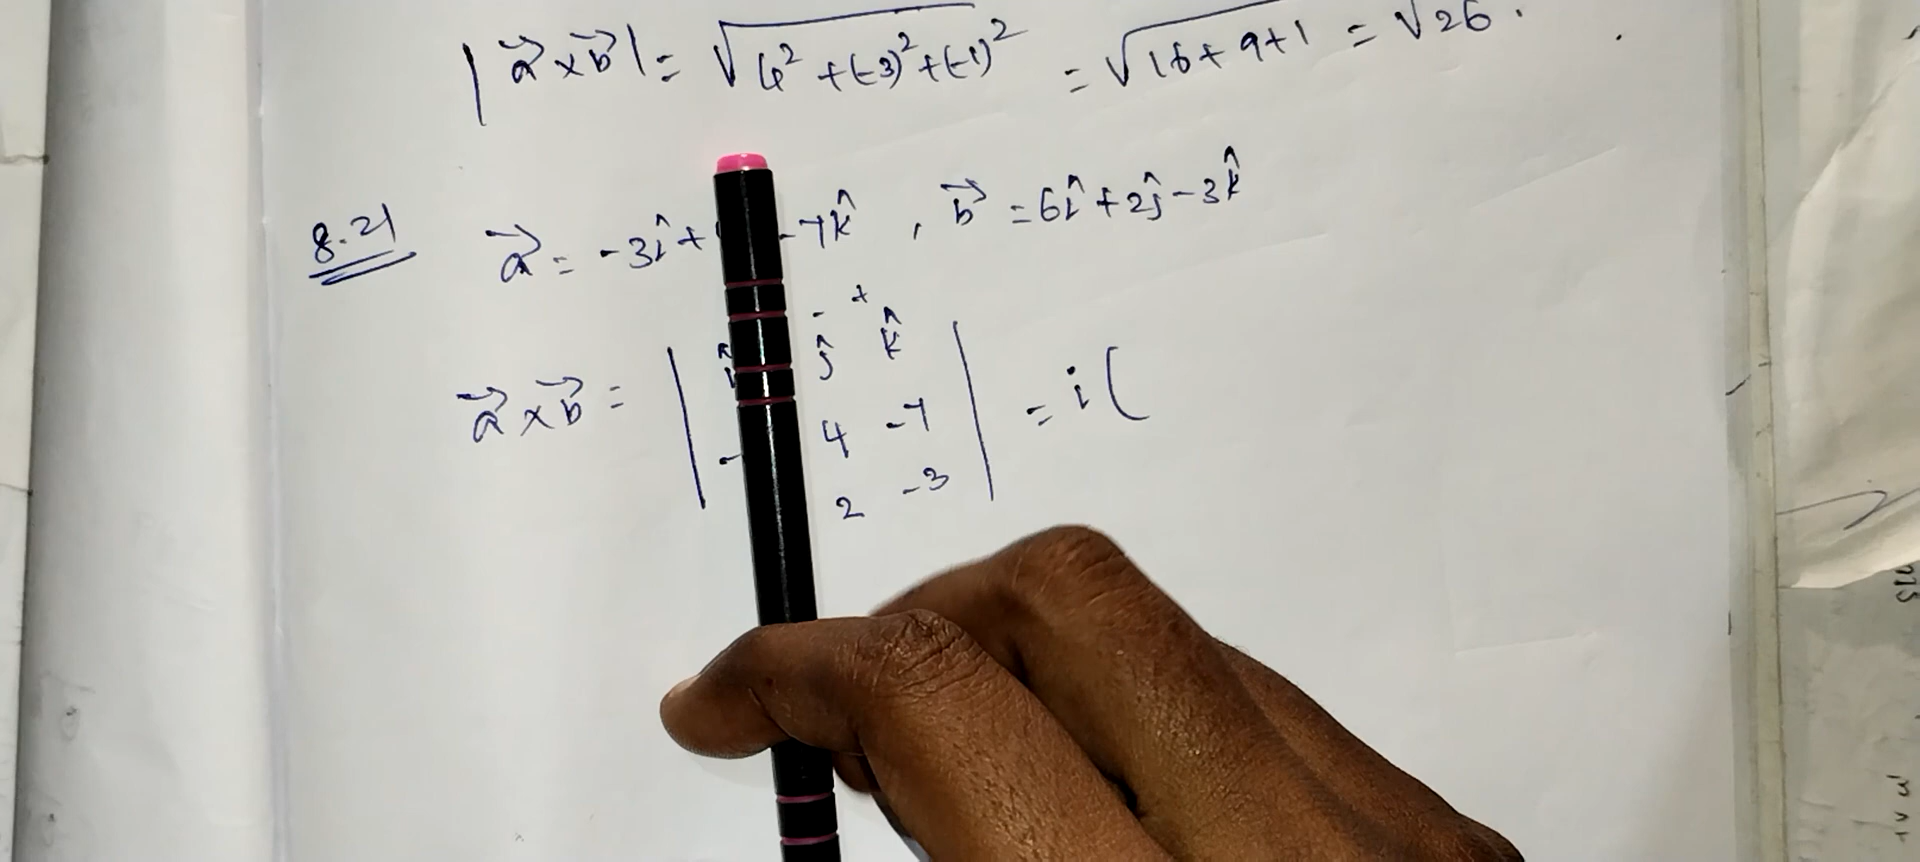 |a⃗ × b⃗| = √4² + (-3)² + (-1)² = √16 + 9 + 1 = √26 .
8.21 a⃗ = -3î + - 7k̂ , b⃗ = 6î + 2ĵ - 3k̂
- +
î ĵ k̂
a⃗ × b⃗ = | - 4 -7 | = i (
2 -3